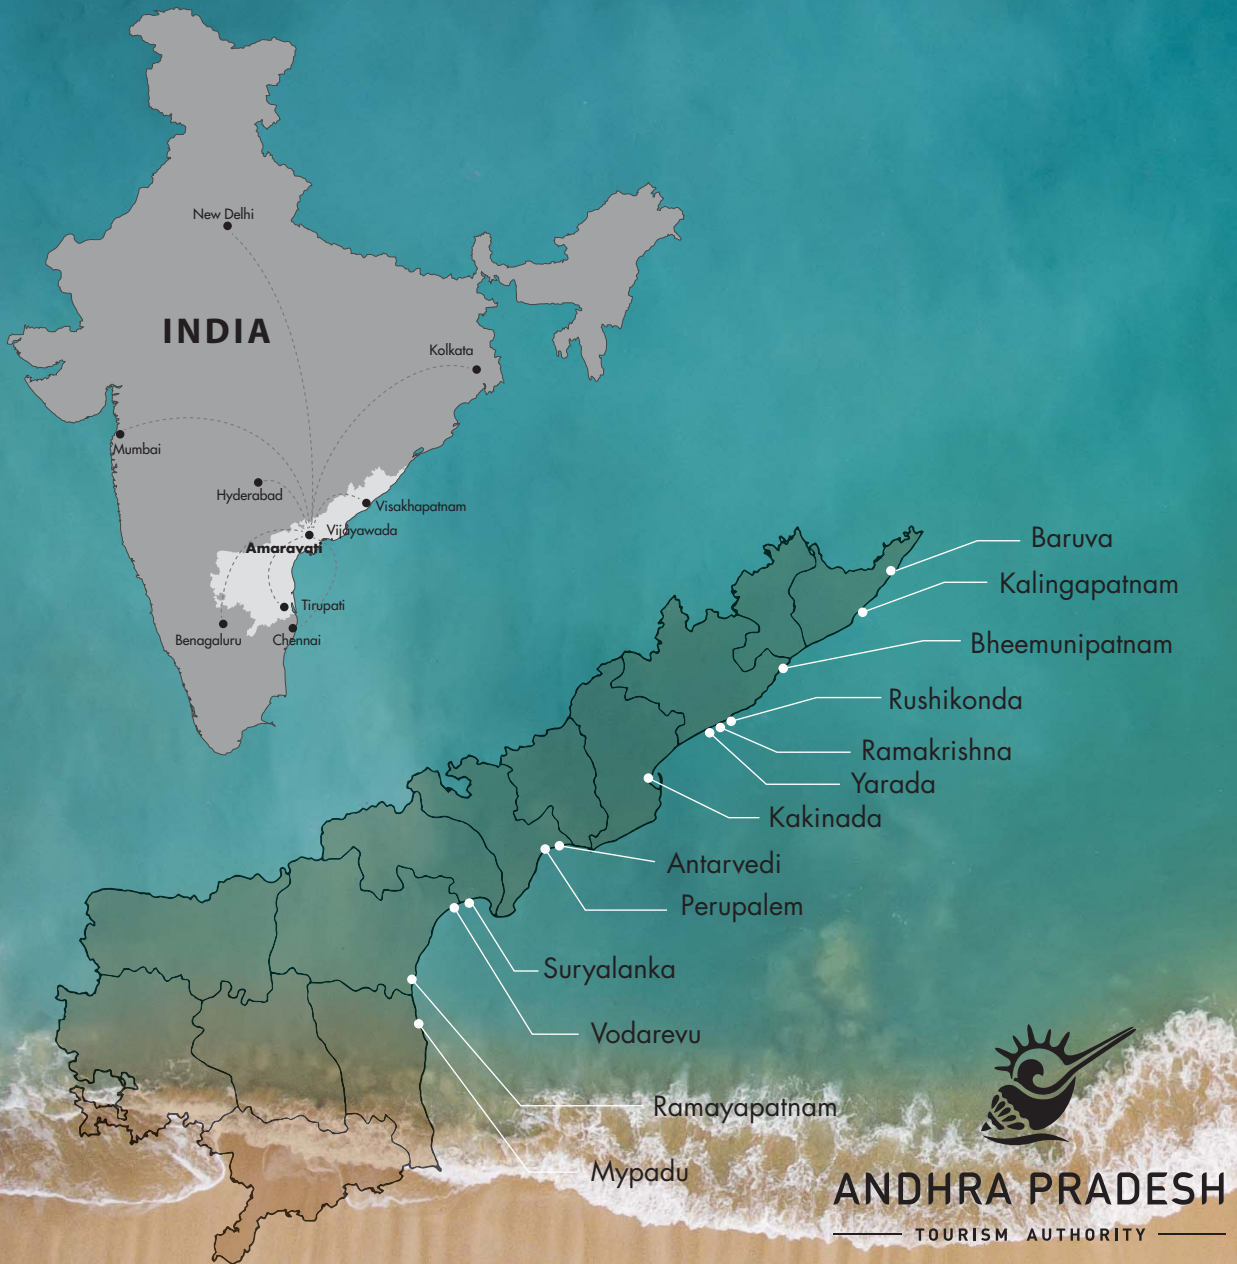 New Delhi
INDIA
Kolkata
Mumbai
Hyderabad
Visakhapatnam
Vijayawada
Amaravati
Tirupati
Benagaluru
Chennai
Baruva
Kalingapatnam
Bheemunipatnam
Rushikonda
Ramakrishna
Yarada
Kakinada
Antarvedi
Perupalem
Suryalanka
Vodarevu
Ramayapatnam
Mypadu
ANDHRA PRADESH
TOURISM AUTHORITY